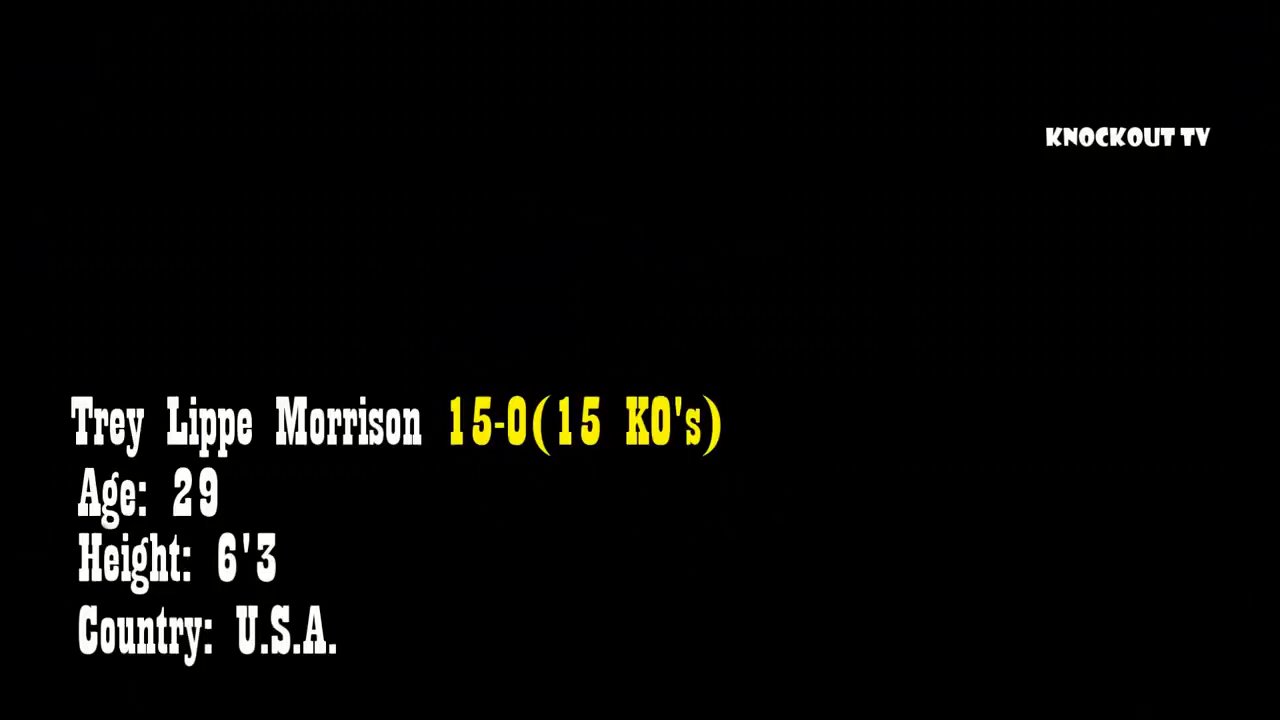 KNOCKOUT TV
Trey Lippe Morrison 15-0(15 KO's)
Age: 29
Height: 6'3
Country: U.S.A.